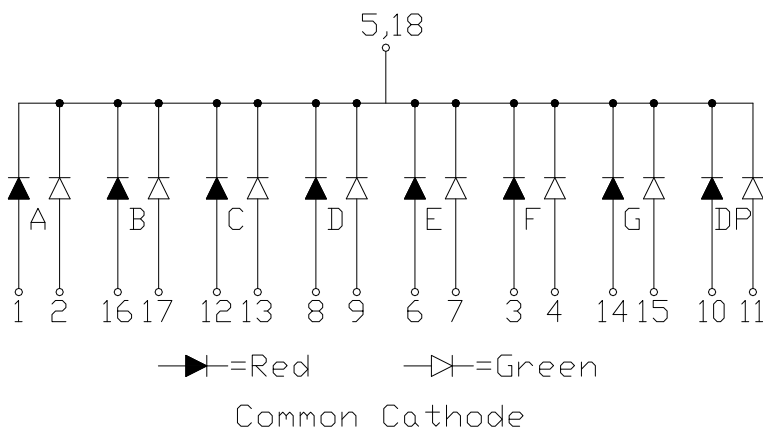 5,18
A B C D E F G DP
1 2 16 17 12 13 8 9 6 7 3 4 14 15 10 11
=Red =Green
Common Cathode